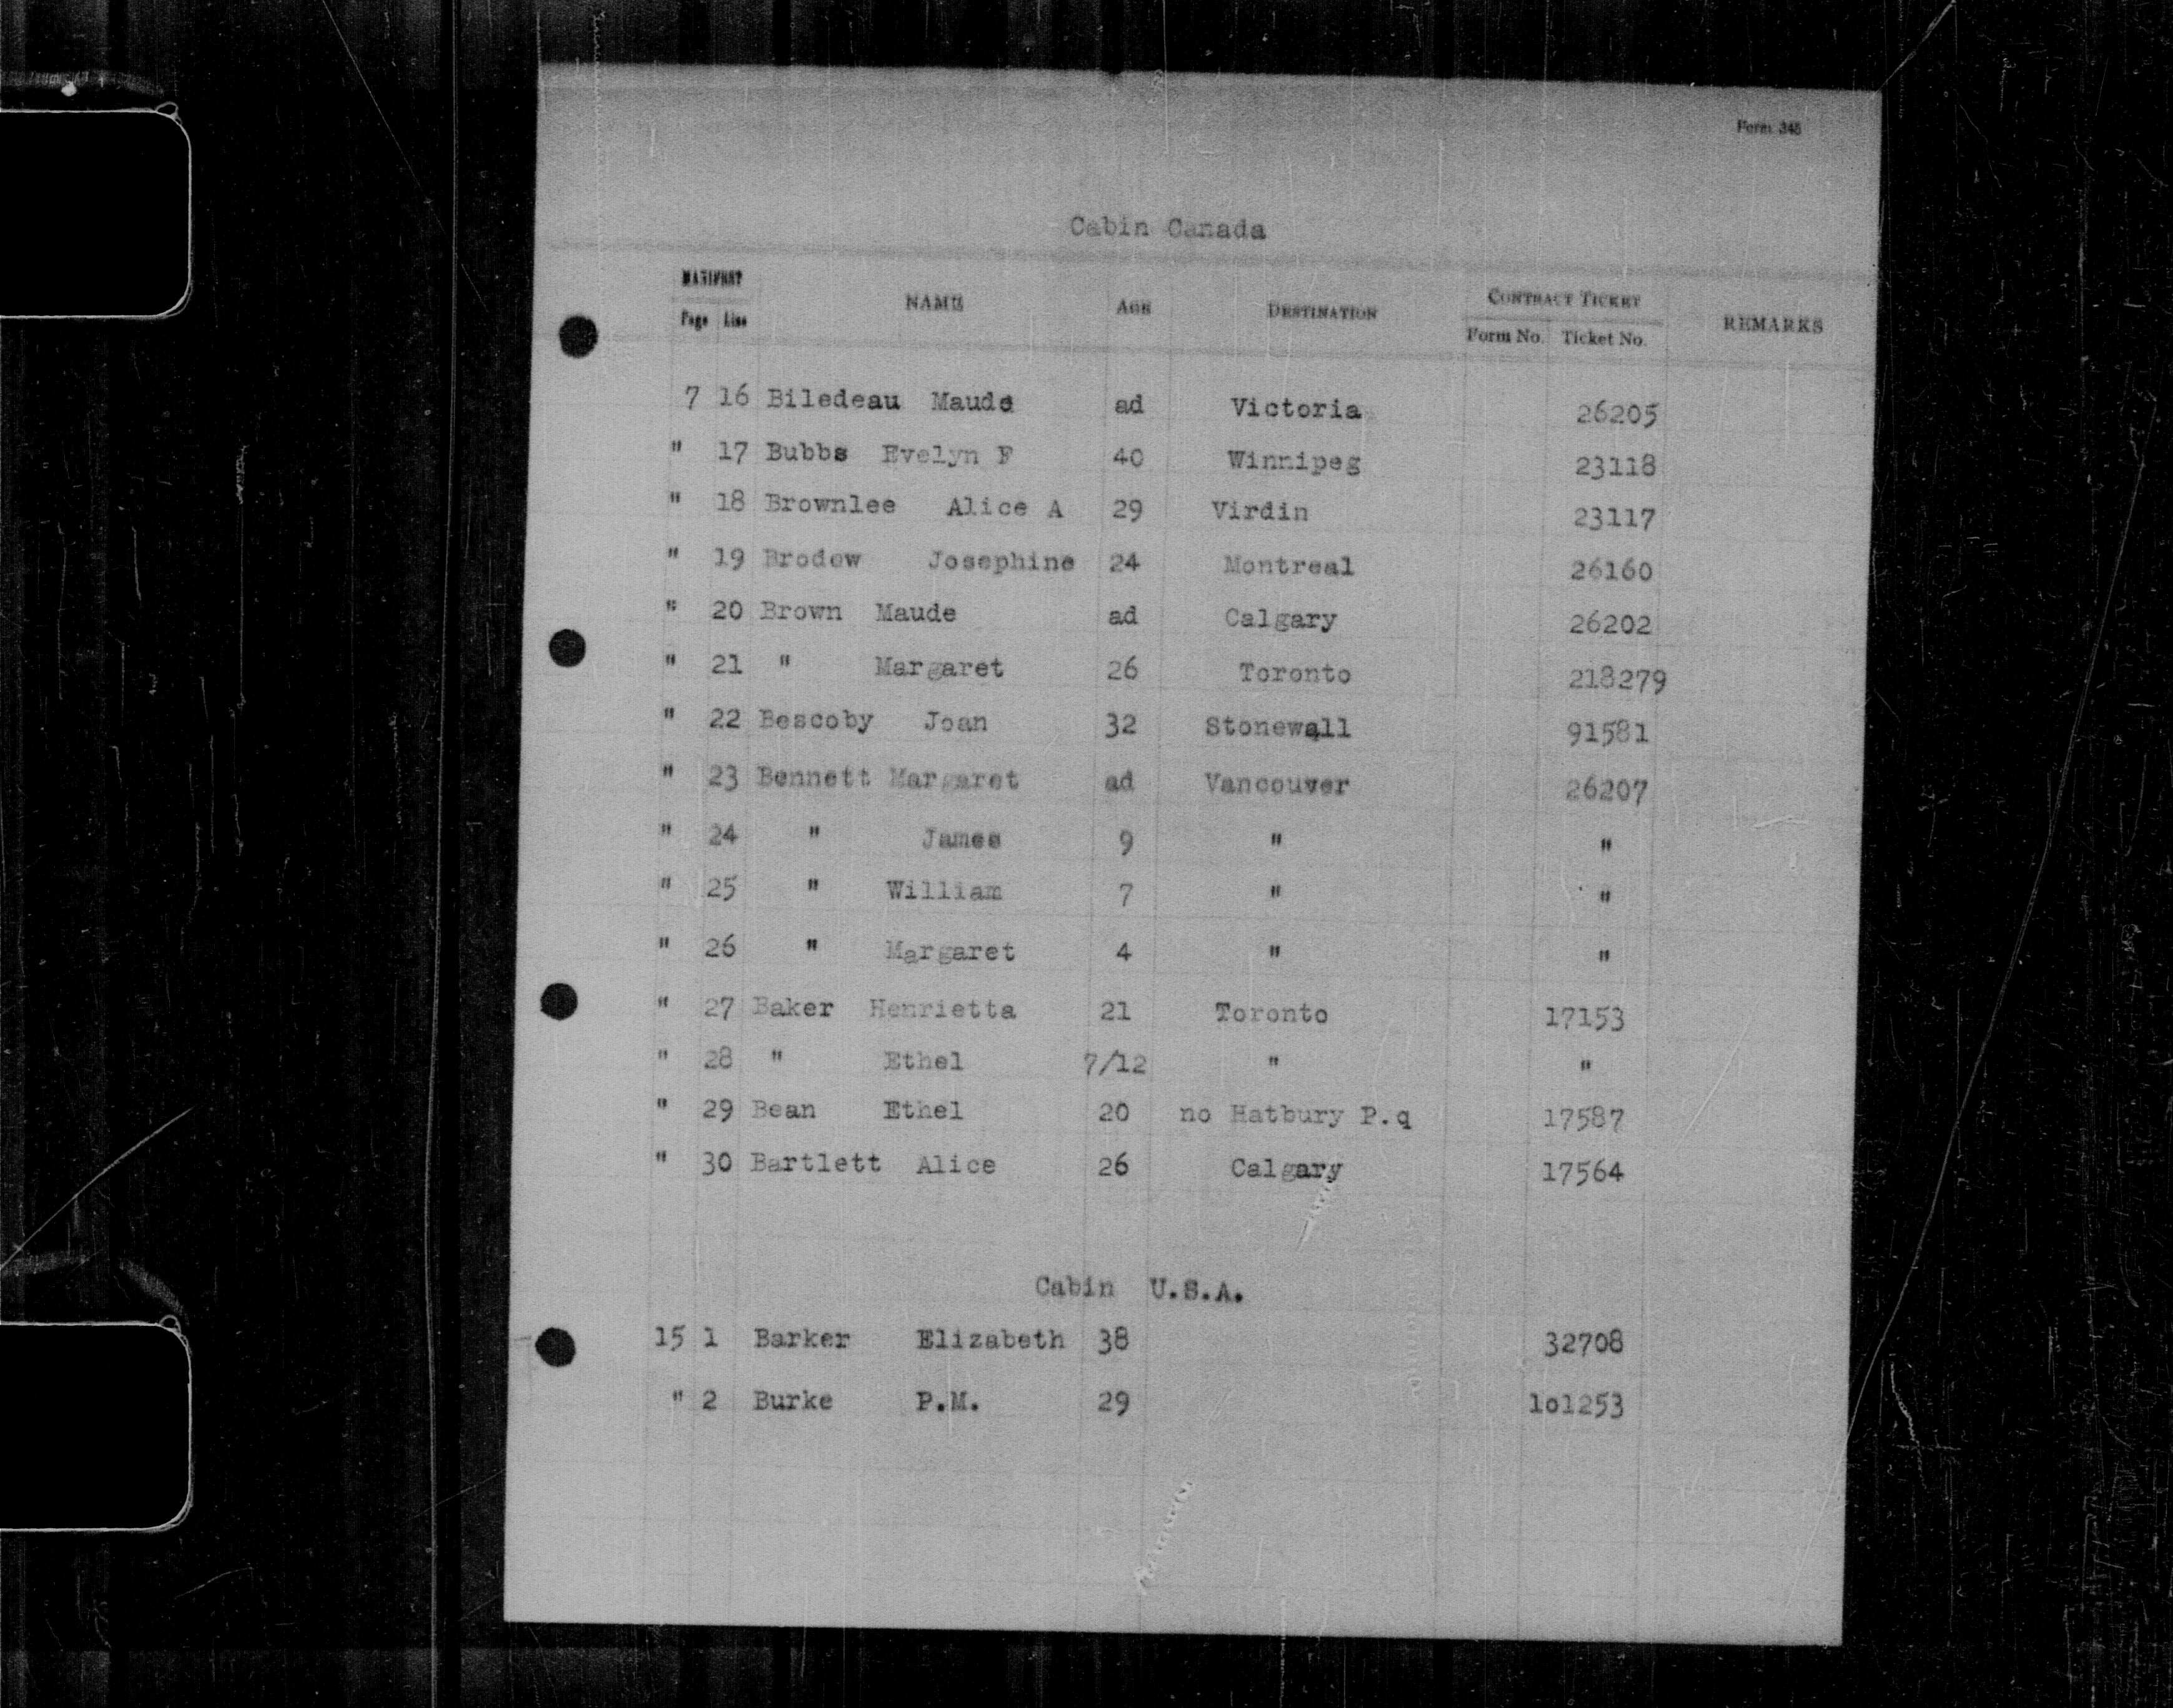 Form 345
Cabin Canada
MANIFEST
NAME AGE DESTINATION CONTRACT TICKET REMARKS
Page Line Form No. Ticket No.
7 16 Biledeau Maude ad Victoria 26205
" 17 Bubbs Evelyn F 40 Winnipeg 23118
" 18 Brownlee Alice A 29 Virdin 23117
" 19 Brodew Josephine 24 Montreal 26160
" 20 Brown Maude ad Calgary 26202
" 21 " Margaret 26 Toronto 218279
" 22 Bescoby Joan 32 Stonewall 91581
" 23 Bennett Margaret ad Vancouver 26207
" 24 " James 9 " "
" 25 " William 7 " "
" 26 " Margaret 4 " "
" 27 Baker Henrietta 21 Toronto 17153
" 28 " Ethel 7/12 " "
" 29 Bean Ethel 20 no Hatbury P.q 17587
" 30 Bartlett Alice 26 Calgary 17564
Cabin U.S.A.
15 1 Barker Elizabeth 38 32708
" 2 Burke P.M. 29 101253